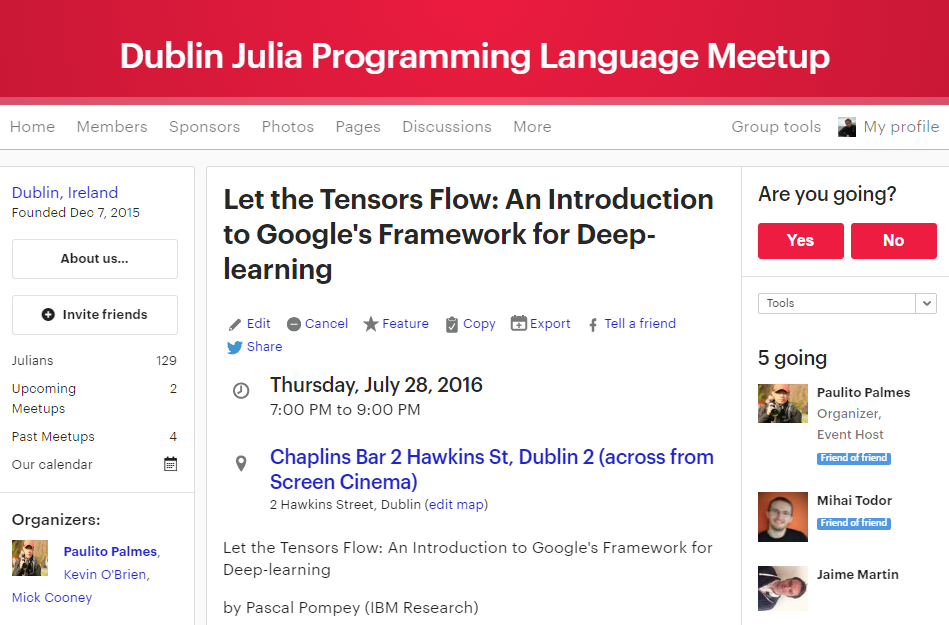 Dublin Julia Programming Language Meetup
Home Members Sponsors Photos Pages Discussions More Group tools My profile
Dublin, Ireland
Founded Dec 7, 2015
About us...
Invite friends
Julians 129
Upcoming Meetups 2
Past Meetups 4
Our calendar
Organizers:
Paulito Palmes,
Kevin O'Brien,
Mick Cooney
Let the Tensors Flow: An Introduction
to Google's Framework for Deep-
learning
Edit Cancel Feature Copy Export Tell a friend
Share
Thursday, July 28, 2016
7:00 PM to 9:00 PM
Chaplins Bar 2 Hawkins St, Dublin 2 (across from
Screen Cinema)
2 Hawkins Street, Dublin (edit map)
Let the Tensors Flow: An Introduction to Google's Framework for
Deep-learning
by Pascal Pompey (IBM Research)
Are you going?
Yes No
Tools
5 going
Paulito Palmes
Organizer,
Event Host
Friend of friend
Mihai Todor
Friend of friend
Jaime Martin